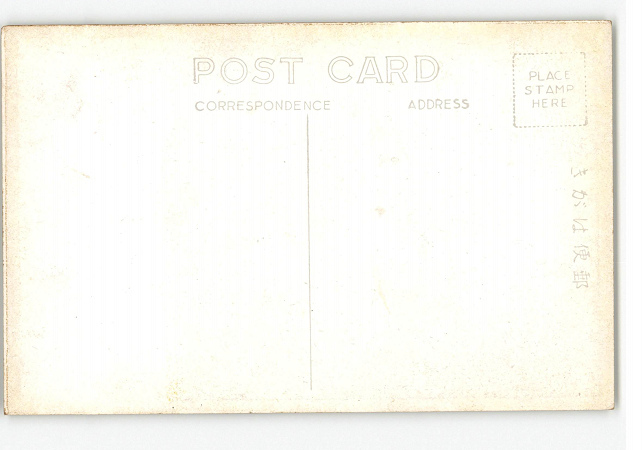 POST CARD
CORRESPONDENCE
ADDRESS
PLACE
STAMP
HERE
きがは便郵